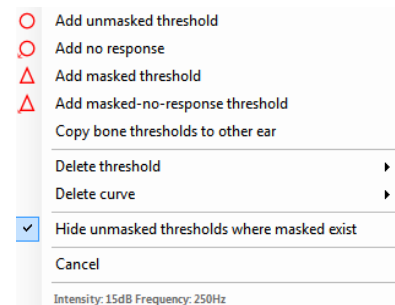 Add unmasked threshold
Add no response
Add masked threshold
Add masked-no-response threshold
Copy bone thresholds to other ear
Delete threshold
Delete curve
Hide unmasked thresholds where masked exist
Cancel
Intensity: 15dB Frequency: 250Hz